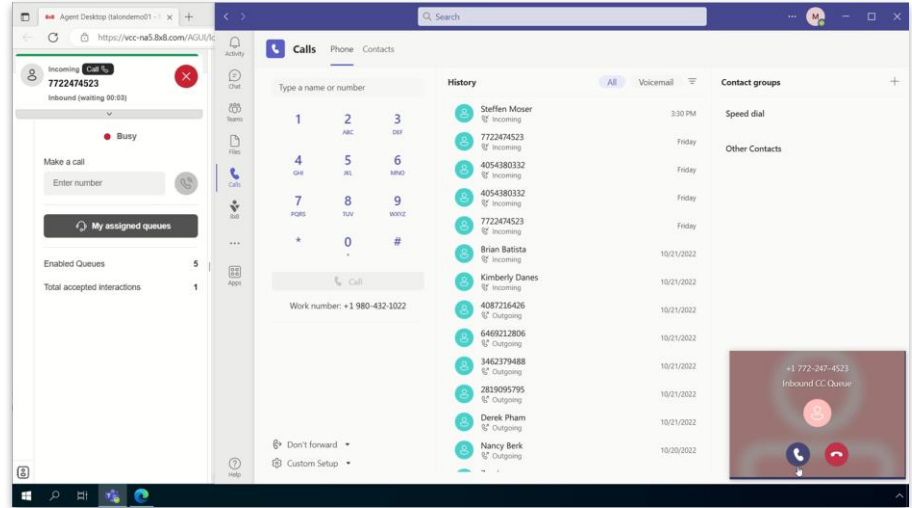 8x8 Agent Desktop (talondemo01 -
https://vcc-na5.8x8.com/AGUI/
Incoming Call
7722474523
Inbound (waiting 00:03)
Busy
Make a call
Enter number
My assigned queues
Enabled Queues 5
Total accepted interactions 1
Search
M
Activity
Chat
Teams
Files
Calls
8x8
Apps
Help
Calls Phone Contacts
Type a name or number
1 2 3
ABC DEF
4 5 6
GHI JKL MNO
7 8 9
PQRS TUV WXYZ
* 0 #
+
Call
Work number: +1 980-432-1022
Don't forward
Custom Setup
History All Voicemail
Steffen Moser
Incoming 3:30 PM
7722474523
Incoming Friday
4054380332
Incoming Friday
4054380332
Incoming Friday
7722474523
Incoming Friday
Brian Batista
Incoming 10/21/2022
Kimberly Danes
Incoming 10/21/2022
4087216426
Outgoing 10/21/2022
6469212806
Outgoing 10/21/2022
3462379488
Outgoing 10/21/2022
2819095795
Outgoing 10/21/2022
Derek Pham
Outgoing 10/21/2022
Nancy Berk
Outgoing 10/20/2022
Contact groups
Speed dial
Other Contacts
+1 772-247-4523
Inbound CC Queue